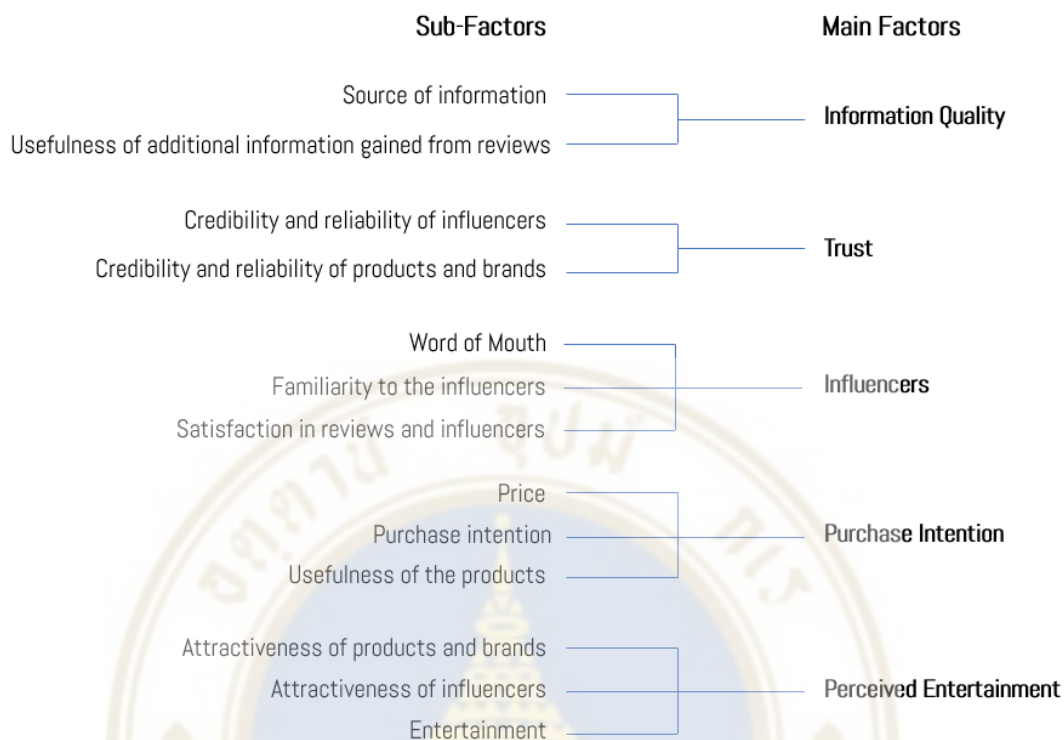 Sub-Factors Main Factors
Source of information
Information Quality
Usefulness of additional information gained from reviews
Credibility and reliability of influencers
Trust
Credibility and reliability of products and brands
Word of Mouth
Familiarity to the influencers Influencers
Satisfaction in reviews and influencers
Price
Purchase intention Purchase Intention
Usefulness of the products
Attractiveness of products and brands
Attractiveness of influencers Perceived Entertainment
Entertainment